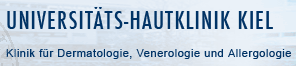 UNIVERSITÄTS-HAUTKLINIK KIEL
Klinik für Dermatologie, Venerologie und Allergologie